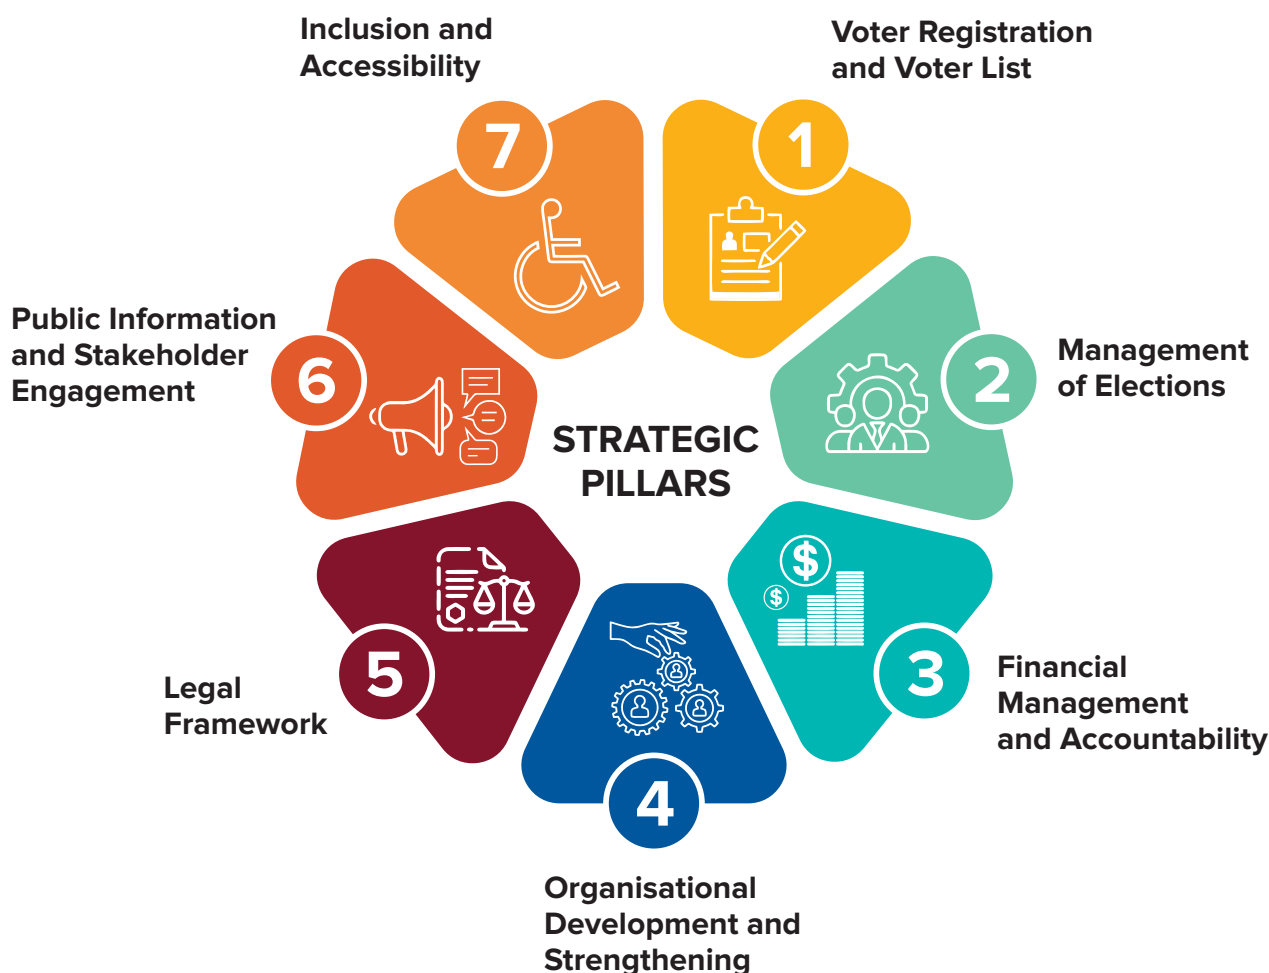 Inclusion and
Accessibility
7
Voter Registration
and Voter List
1
Management
of Elections
2
Financial
Management
and Accountability
3
$
$
Organisational
Development and
Strengthening
4
Legal
Framework
5
Public Information
and Stakeholder
Engagement
6
STRATEGIC
PILLARS